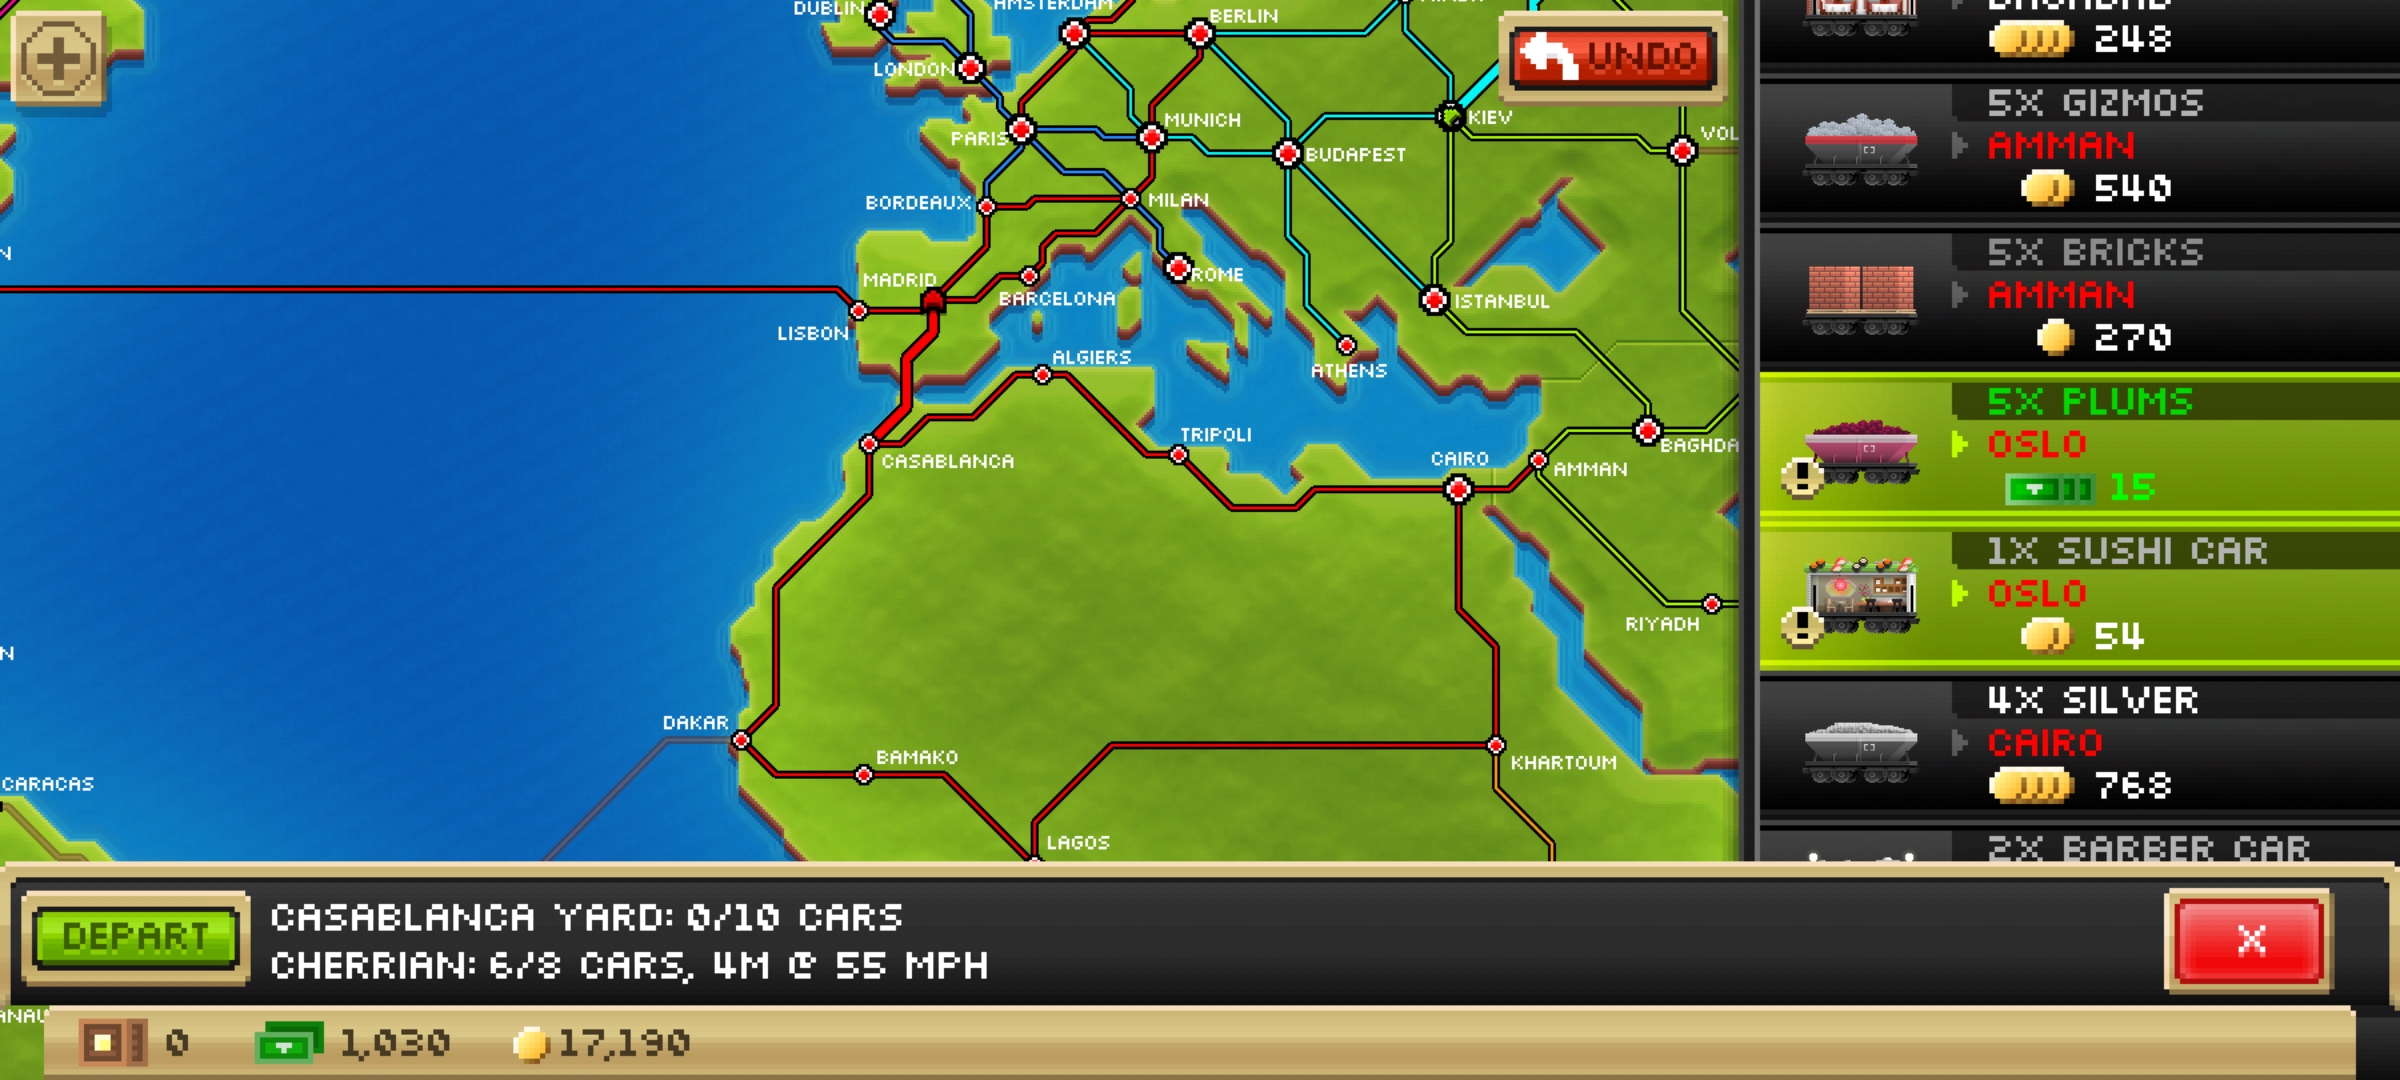 DUBLIN
AMSTERDAM
BERLIN
LONDON
UNDO
KIEV
PARIS
MUNICH
BUDAPEST
BORDEAUX
MILAN
MADRID
BARCELONA
ROME
ISTANBUL
LISBON
ALGIERS
ATHENS
CASABLANCA
TRIPOLI
CAIRO
AMMAN
BAGHDA
RIYADH
DAKAR
BAMAKO
KHARTOUM
CARACAS
LAGOS
VOL
N
N
248
5X GIZMOS
AMMAN
540
5X BRICKS
AMMAN
270
5X PLUMS
OSLO
15
1X SUSHI CAR
OSLO
54
4X SILVER
CAIRO
768
2X BARBER CAR
DEPART
CASABLANCA YARD: 0/10 CARS
CHERRIAN: 6/8 CARS, 4M @ 55 MPH
X
ANAU
0
1,030
17,190